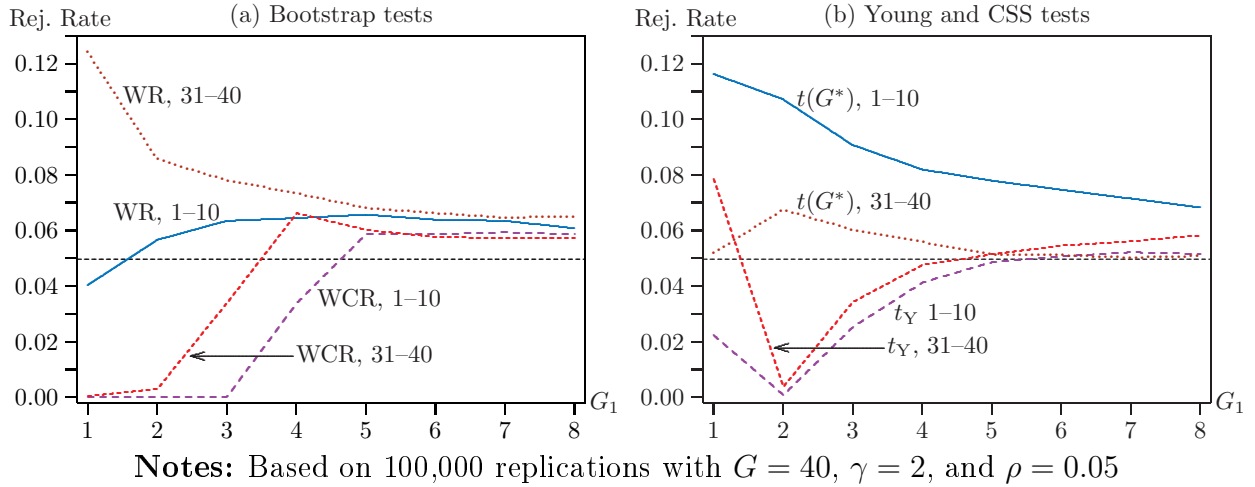 Rej. Rate
(a) Bootstrap tests
0.12
0.10
0.08
0.06
0.04
0.02
0.00
WR, 31–40
WR, 1–10
WCR, 1–10
WCR, 31–40
G₁
1 2 3 4 5 6 7 8
Rej. Rate
(b) Young and CSS tests
0.12
0.10
0.08
0.06
0.04
0.02
0.00
t(G*), 1–10
t(G*), 31–40
t_Y 1–10
t_Y, 31–40
G₁
1 2 3 4 5 6 7 8
Notes: Based on 100,000 replications with G = 40, γ = 2, and ρ = 0.05